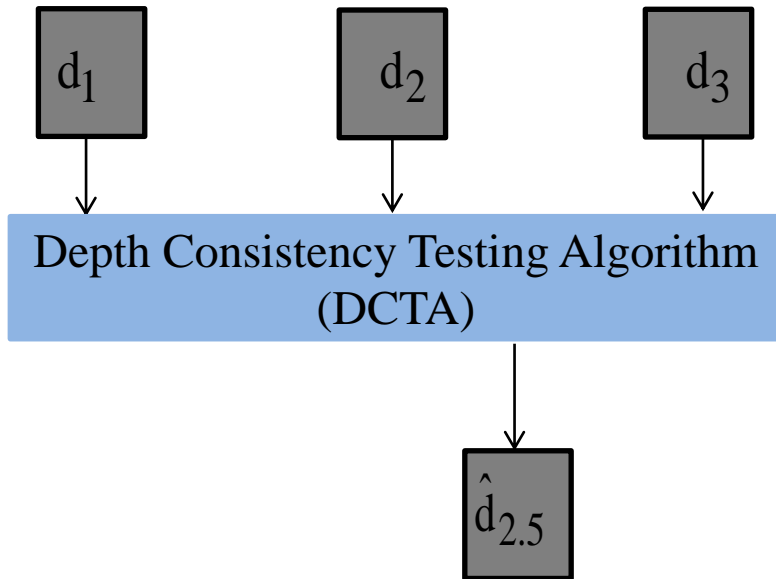 d₁ d₂ d₃
Depth Consistency Testing Algorithm
(DCTA)
d̂₂.₅